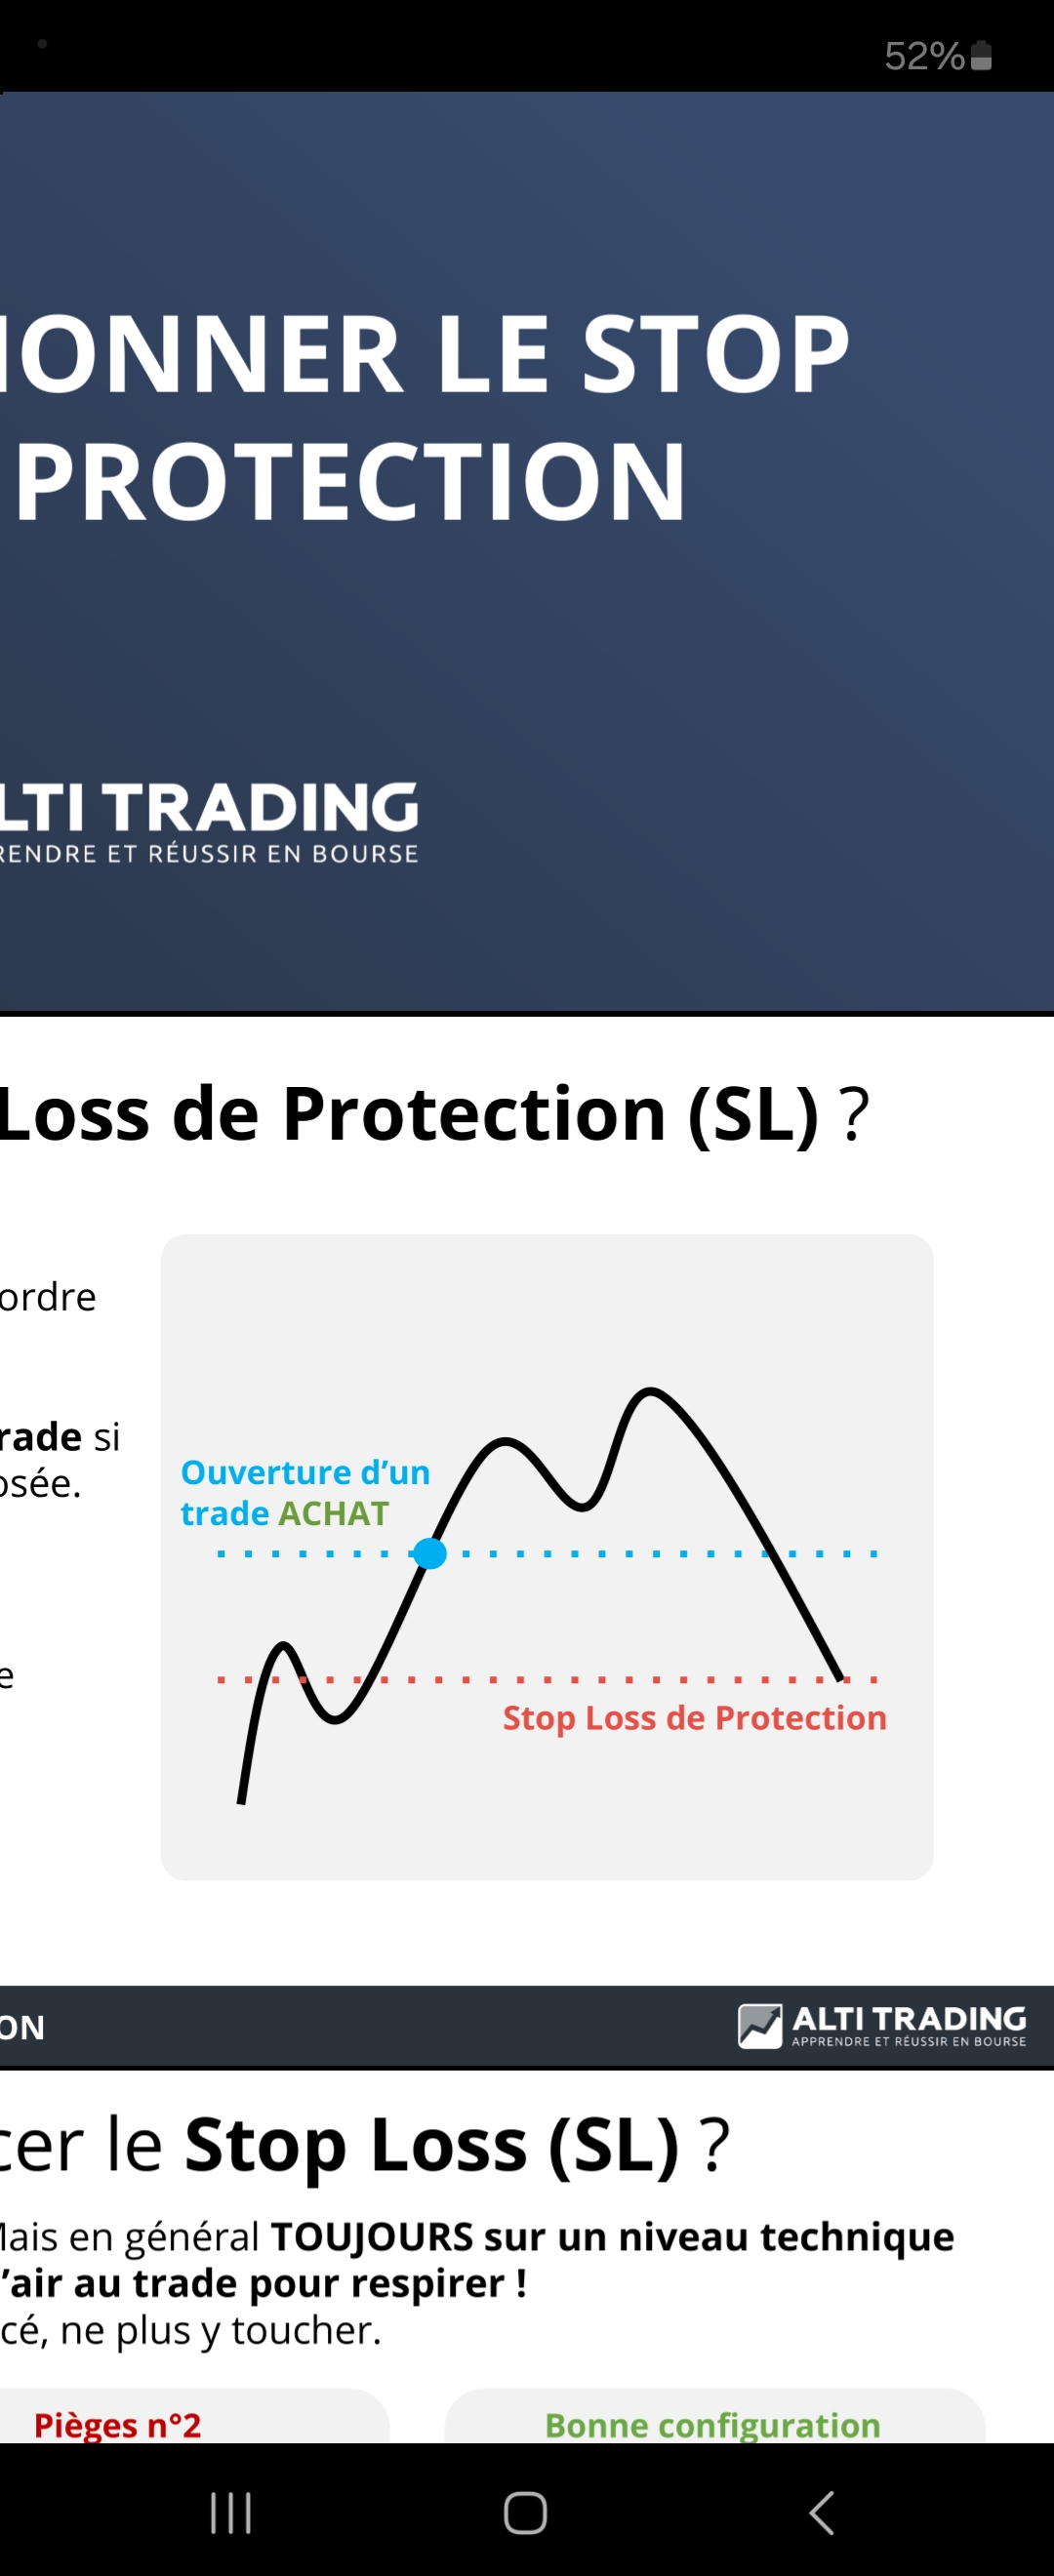 52%
IONNER LE STOP
PROTECTION
LTI TRADING
RENDRE ET RÉUSSIR EN BOURSE
Loss de Protection (SL) ?
ordre
rade si
osée.
Ouverture d’un
trade ACHAT
e
Stop Loss de Protection
ON
ALTI TRADING
APPRENDRE ET RÉUSSIR EN BOURSE
cer le Stop Loss (SL) ?
Mais en général TOUJOURS sur un niveau technique
’air au trade pour respirer !
cé, ne plus y toucher.
Pièges n°2
Bonne configuration